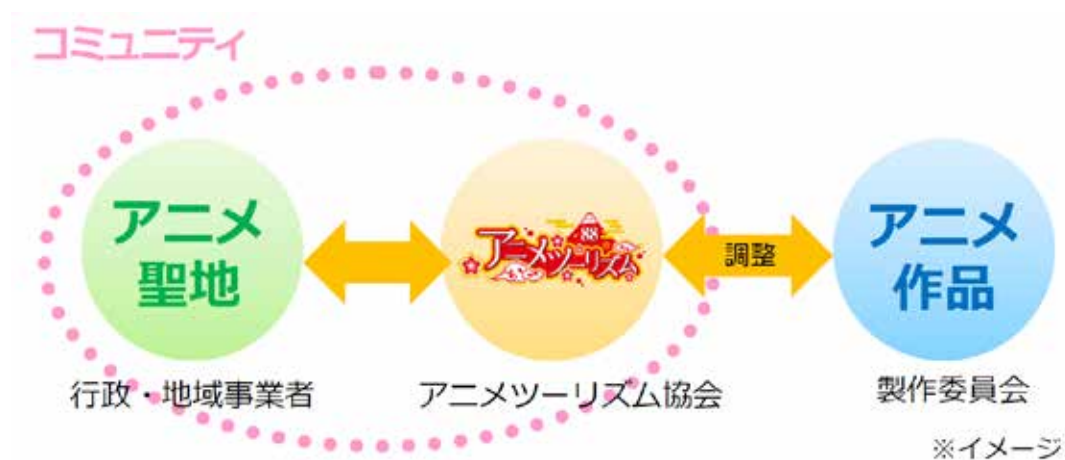 コミュニティ
アニメ
聖地
88
アニメツーリズム
調整
アニメ
作品
行政・地域事業者
アニメツーリズム協会
製作委員会
※イメージ